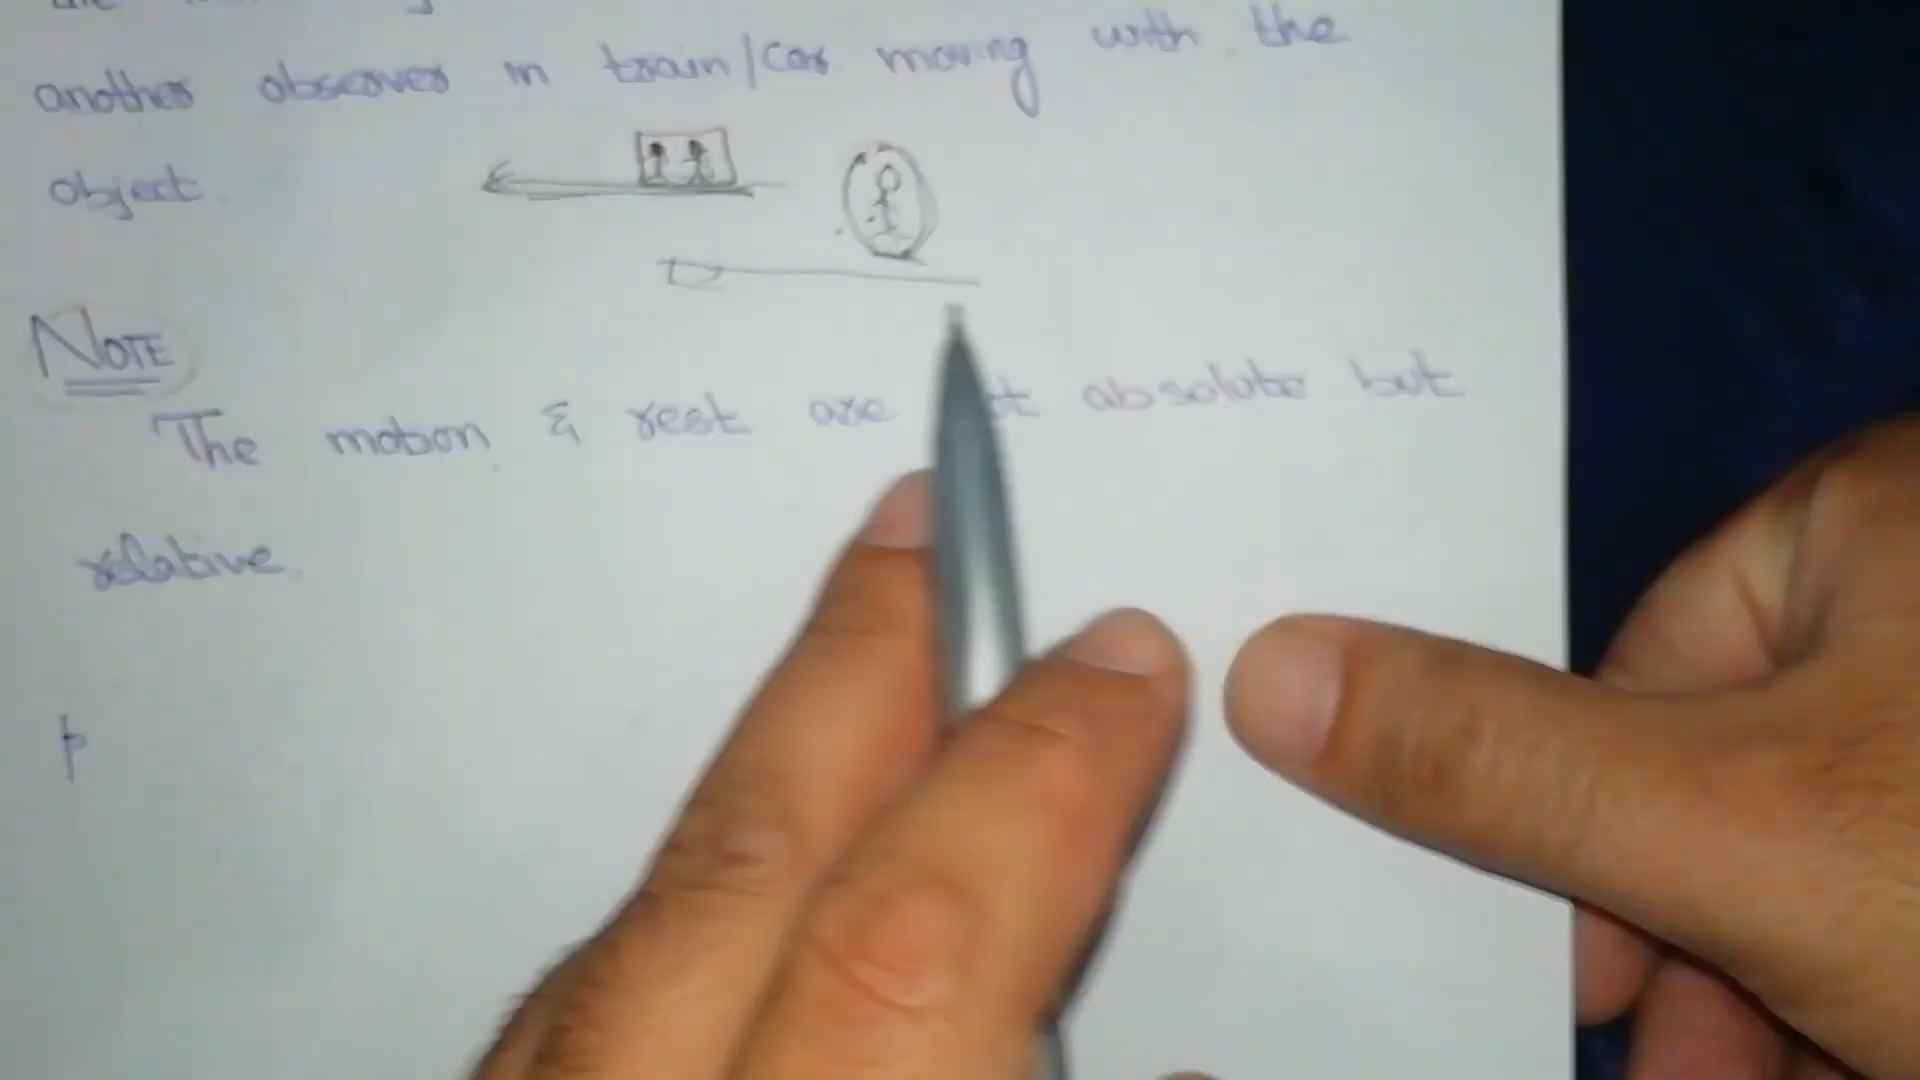 another observer in train/car moving with the
object.
NOTE
The motion & rest are absolute but
relative.
p